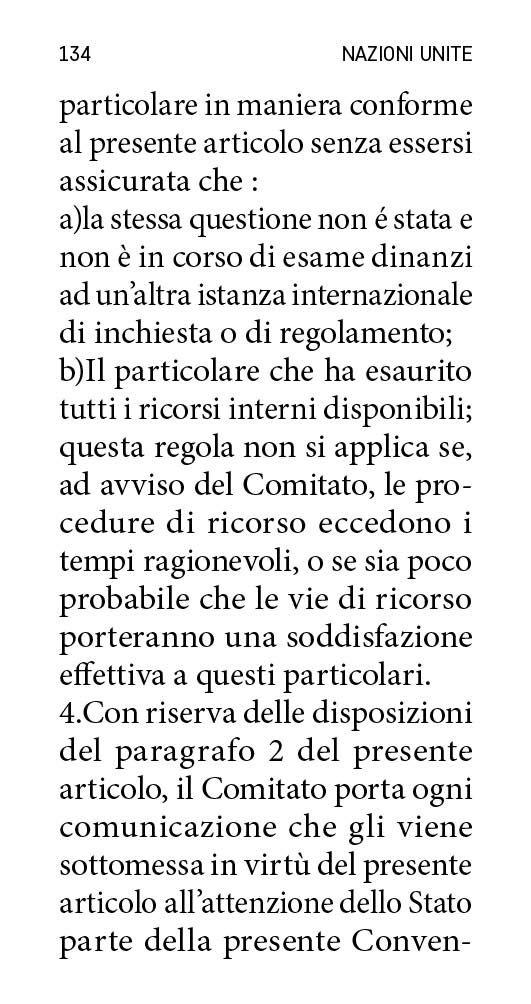 134 NAZIONI UNITE
particolare in maniera conforme
al presente articolo senza essersi
assicurata che :
a)la stessa questione non é stata e
non è in corso di esame dinanzi
ad un’altra istanza internazionale
di inchiesta o di regolamento;
b)Il particolare che ha esaurito
tutti i ricorsi interni disponibili;
questa regola non si applica se,
ad avviso del Comitato, le pro-
cedure di ricorso eccedono i
tempi ragionevoli, o se sia poco
probabile che le vie di ricorso
porteranno una soddisfazione
effettiva a questi particolari.
4.Con riserva delle disposizioni
del paragrafo 2 del presente
articolo, il Comitato porta ogni
comunicazione che gli viene
sottomessa in virtù del presente
articolo all’attenzione dello Stato
parte della presente Conven-